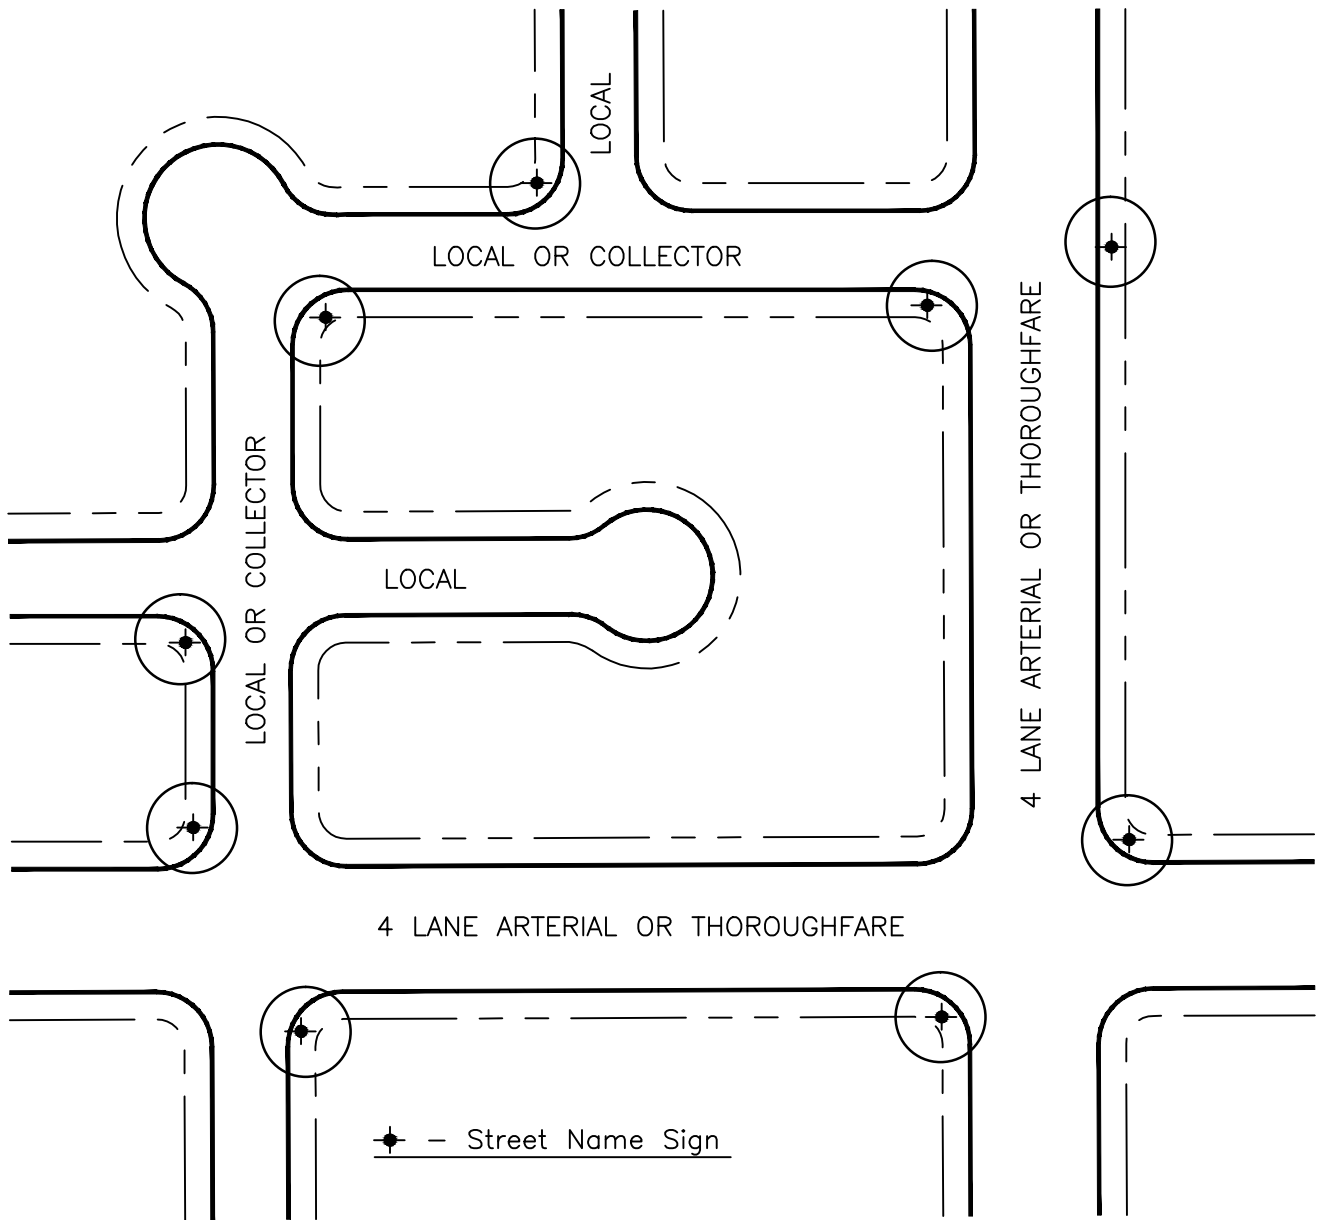 LOCAL
LOCAL OR COLLECTOR
4 LANE ARTERIAL OR THOROUGHFARE
LOCAL OR COLLECTOR
LOCAL
4 LANE ARTERIAL OR THOROUGHFARE
– Street Name Sign